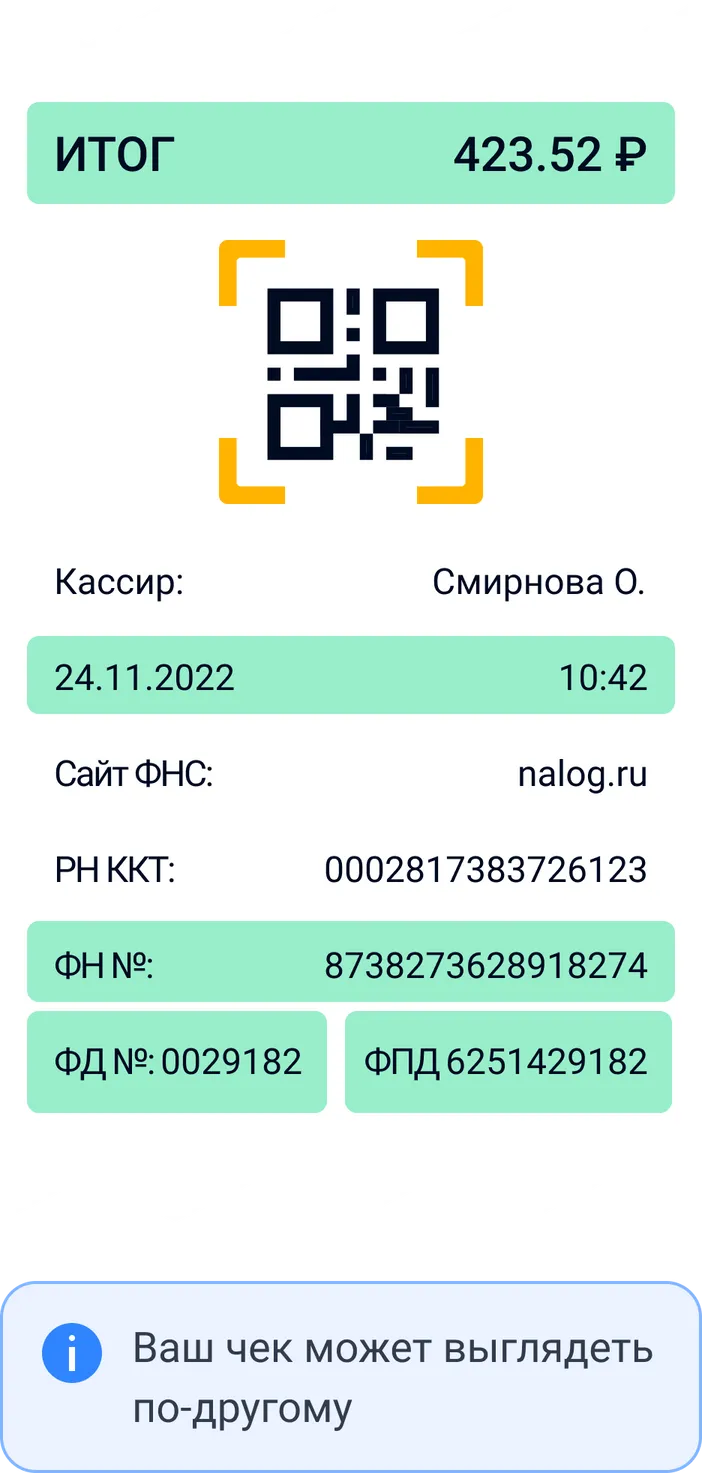 ИТОГ 423.52 ₽
Кассир: Смирнова О.
24.11.2022 10:42
Сайт ФНС: nalog.ru
РН ККТ: 0002817383726123
ФН №: 8738273628918274
ФД №: 0029182 ФПД 6251429182
Ваш чек может выглядеть
по-другому